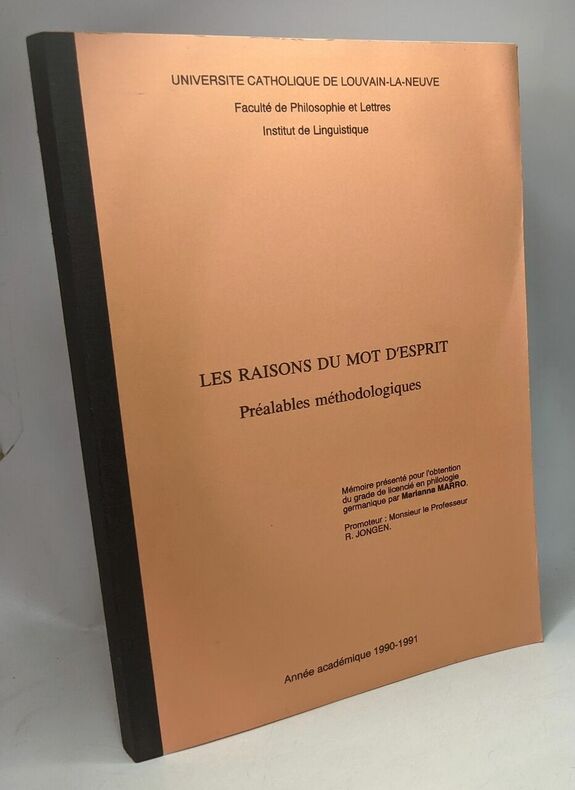 UNIVERSITE CATHOLIQUE DE LOUVAIN-LA-NEUVE
Faculté de Philosophie et Lettres
Institut de Linguistique
LES RAISONS DU MOT D'ESPRIT
Préalables méthodologiques
Mémoire présenté pour l'obtention
du grade de licencié en philologie
germanique par Marianne MARRO.
Promoteur : Monsieur le Professeur
R. JONGEN.
Année académique 1990-1991